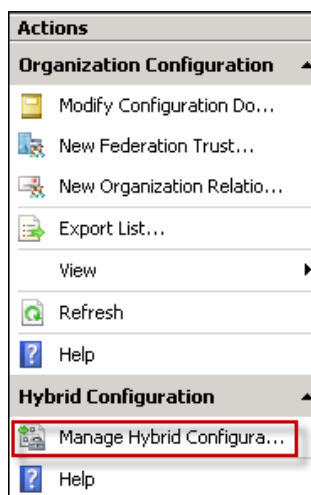 Actions
Organization Configuration
Modify Configuration Do...
New Federation Trust...
New Organization Relatio...
Export List...
View
Refresh
Help
Hybrid Configuration
Manage Hybrid Configura...
Help